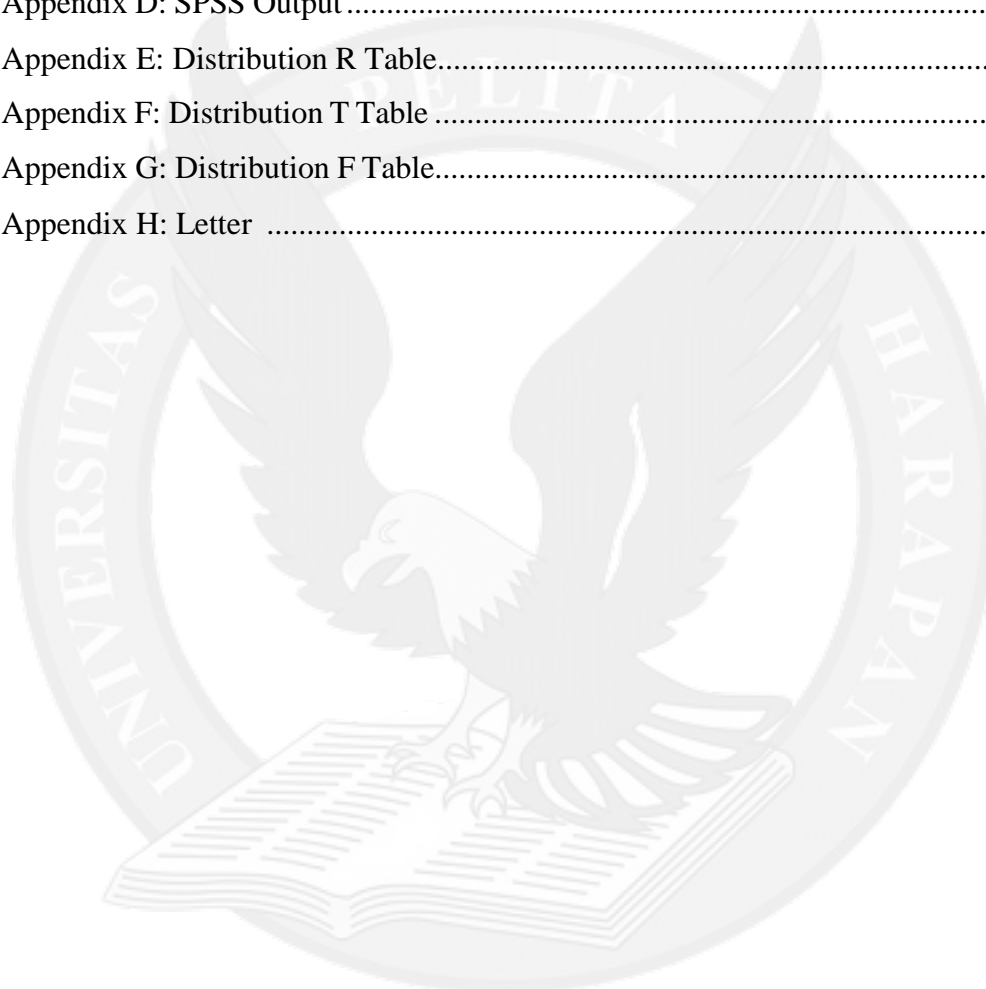 Appendix D: SPSS Output................................................................................
Appendix E: Distribution R Table.....................................................................
Appendix F: Distribution T Table .....................................................................
Appendix G: Distribution F Table.....................................................................
Appendix H: Letter ..........................................................................................
UNIVERSITAS PELITA HARAPAN